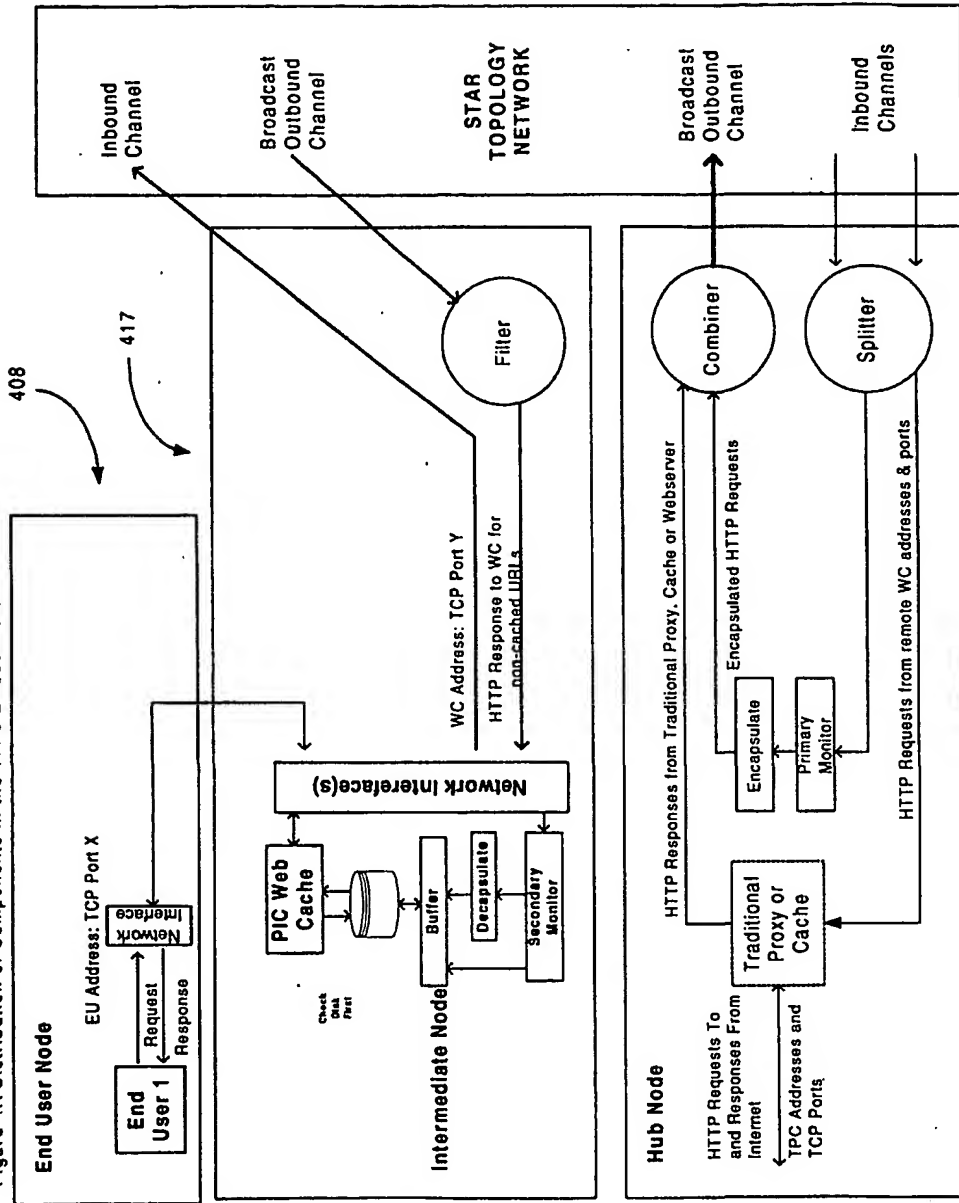 408
417
End User Node
End
User 1
Request
Response
Network
Interface
EU Address: TCP Port X
Intermediate Node
PIC Web
Cache
Check
Disk
First
Buffer
Decapsulate
Secondary
Monitor
Network Interface(s)
WC Address: TCP Port Y
HTTP Response to WC for
non-cached URLs
Filter
Hub Node
HTTP Requests To
and Responses From
Internet
TPC Addresses and
TCP Ports
Traditional
Proxy or
Cache
HTTP Responses from Traditional Proxy, Cache or Webserver
Encapsulated HTTP Requests
Encapsulate
Primary
Monitor
HTTP Requests from remote WC addresses & ports
Combiner
Splitter
Inbound
Channel
Broadcast
Outbound
Channel
STAR
TOPOLOGY
NETWORK
Broadcast
Outbound
Channel
Inbound
Channels